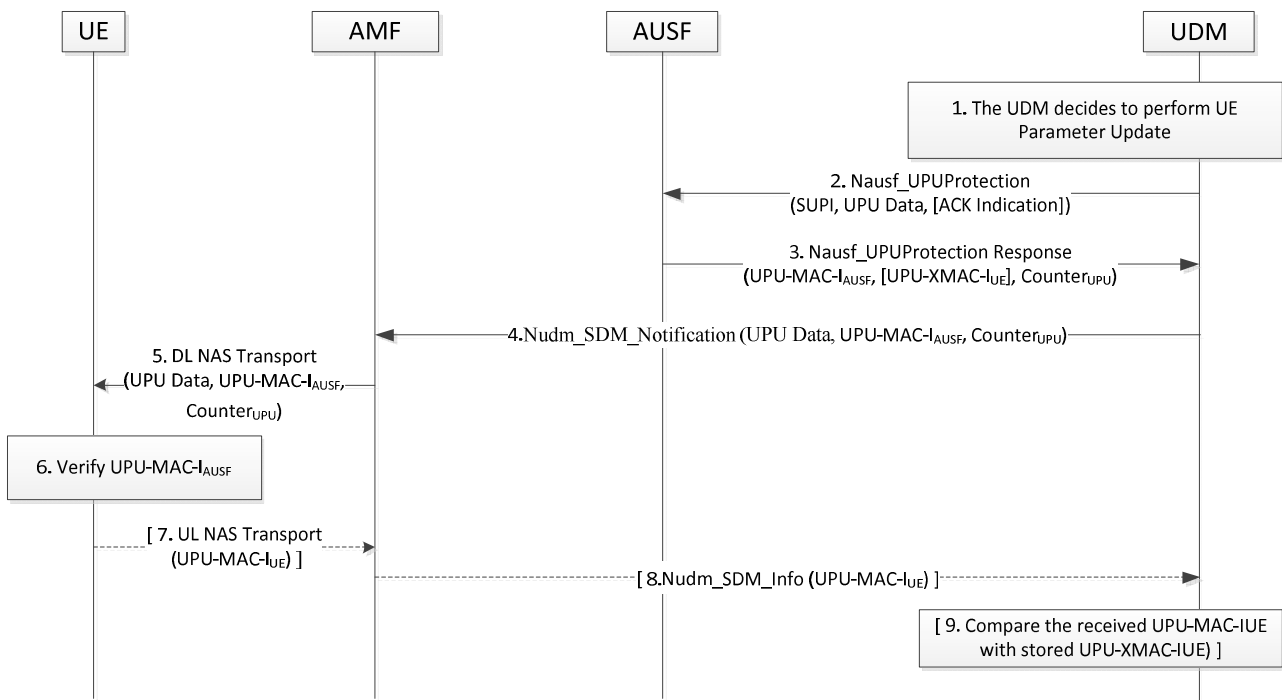 UE
AMF
AUSF
UDM
1. The UDM decides to perform UE
Parameter Update
2. Nausf_UPUProtection
(SUPI, UPU Data, [ACK Indication])
3. Nausf_UPUProtection Response
(UPU-MAC-IAUSF, [UPU-XMAC-IUE], CounterUPU)
4.Nudm_SDM_Notification (UPU Data, UPU-MAC-IAUSF, CounterUPU)
5. DL NAS Transport
(UPU Data, UPU-MAC-IAUSF,
CounterUPU)
6. Verify UPU-MAC-IAUSF
[ 7. UL NAS Transport
(UPU-MAC-IUE) ]
[ 8.Nudm_SDM_Info (UPU-MAC-IUE) ]
[ 9. Compare the received UPU-MAC-IUE
with stored UPU-XMAC-IUE) ]